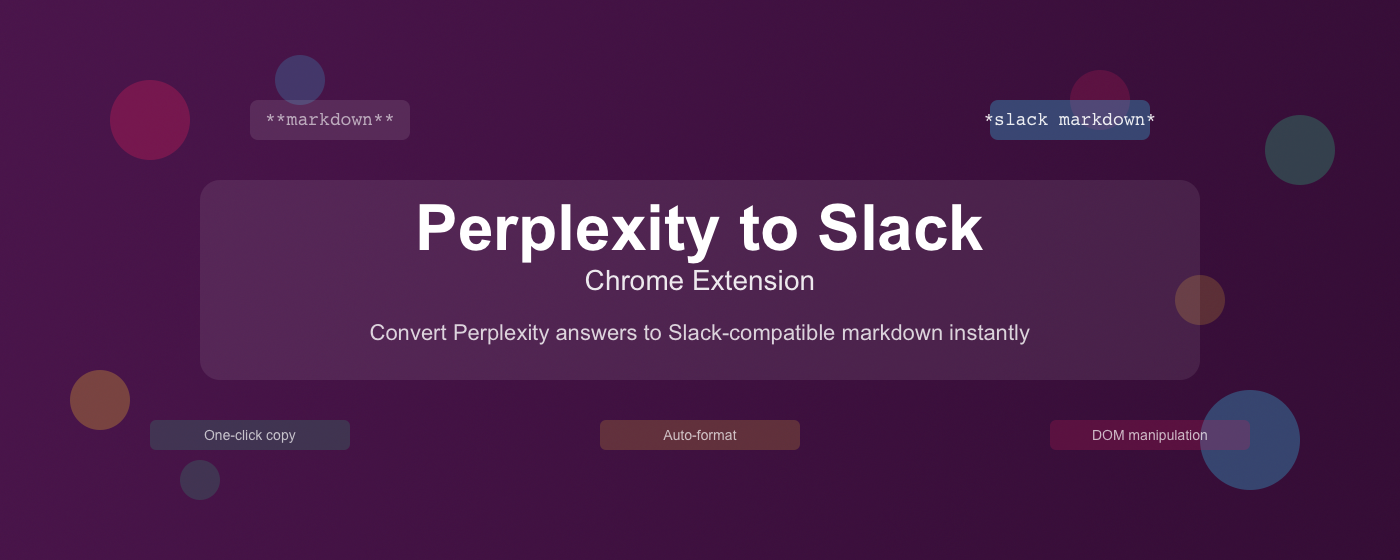 **markdown**
*slack markdown*
Perplexity to Slack
Chrome Extension
Convert Perplexity answers to Slack-compatible markdown instantly
One-click copy
Auto-format
DOM manipulation